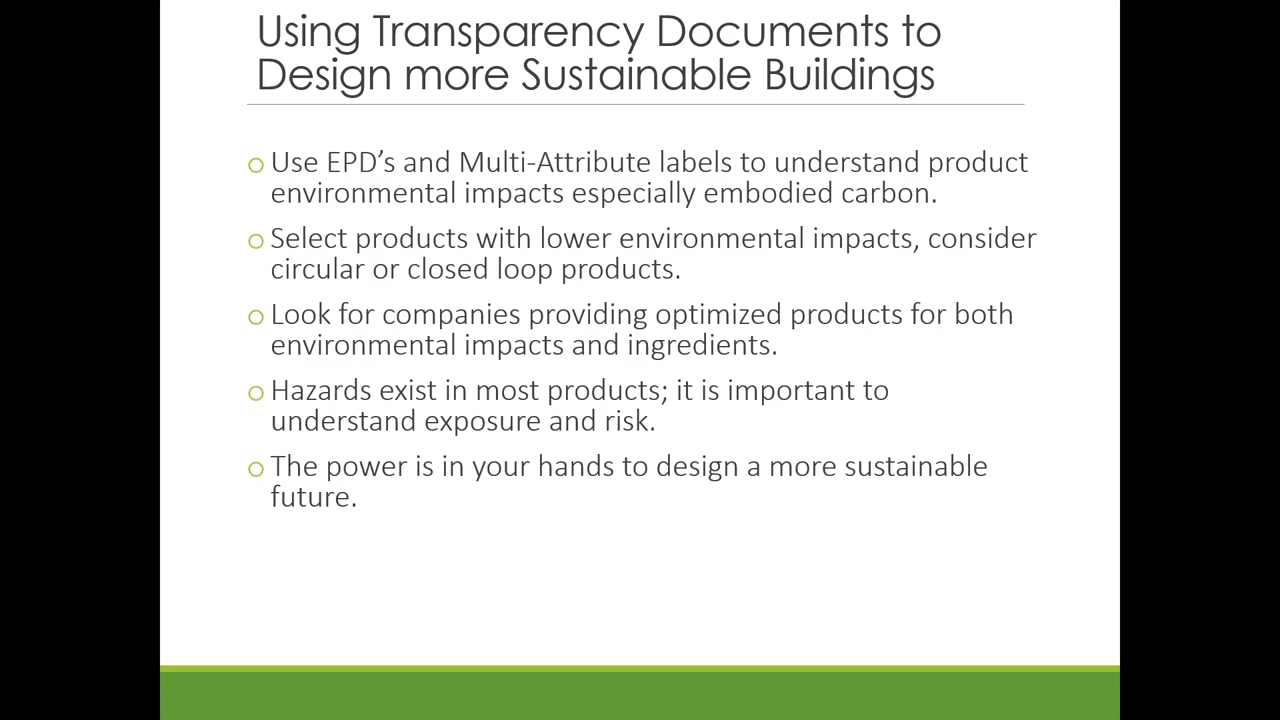 Using Transparency Documents to
Design more Sustainable Buildings
Use EPD’s and Multi-Attribute labels to understand product
environmental impacts especially embodied carbon.
Select products with lower environmental impacts, consider
circular or closed loop products.
Look for companies providing optimized products for both
environmental impacts and ingredients.
Hazards exist in most products; it is important to
understand exposure and risk.
The power is in your hands to design a more sustainable
future.